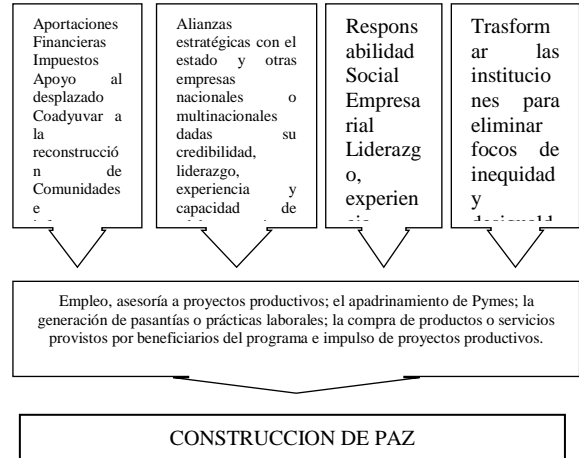 Aportaciones
Financieras
Impuestos
Apoyo al
desplazado
Coadyuvar a
la
reconstrucció
n de
Comunidades
e
Alianzas
estratégicas con el
estado y otras
empresas
nacionales o
multinacionales
dadas su
credibilidad,
liderazgo,
experiencia y
capacidad de
Respons
abilidad
Social
Empresa
rial
Liderazg
o,
experien
Trasform
ar las
institucio
nes para
eliminar
focos de
inequidad
y
Empleo, asesoría a proyectos productivos; el apadrinamiento de Pymes; la
generación de pasantías o prácticas laborales; la compra de productos o servicios
provistos por beneficiarios del programa e impulso de proyectos productivos.
CONSTRUCCION DE PAZ